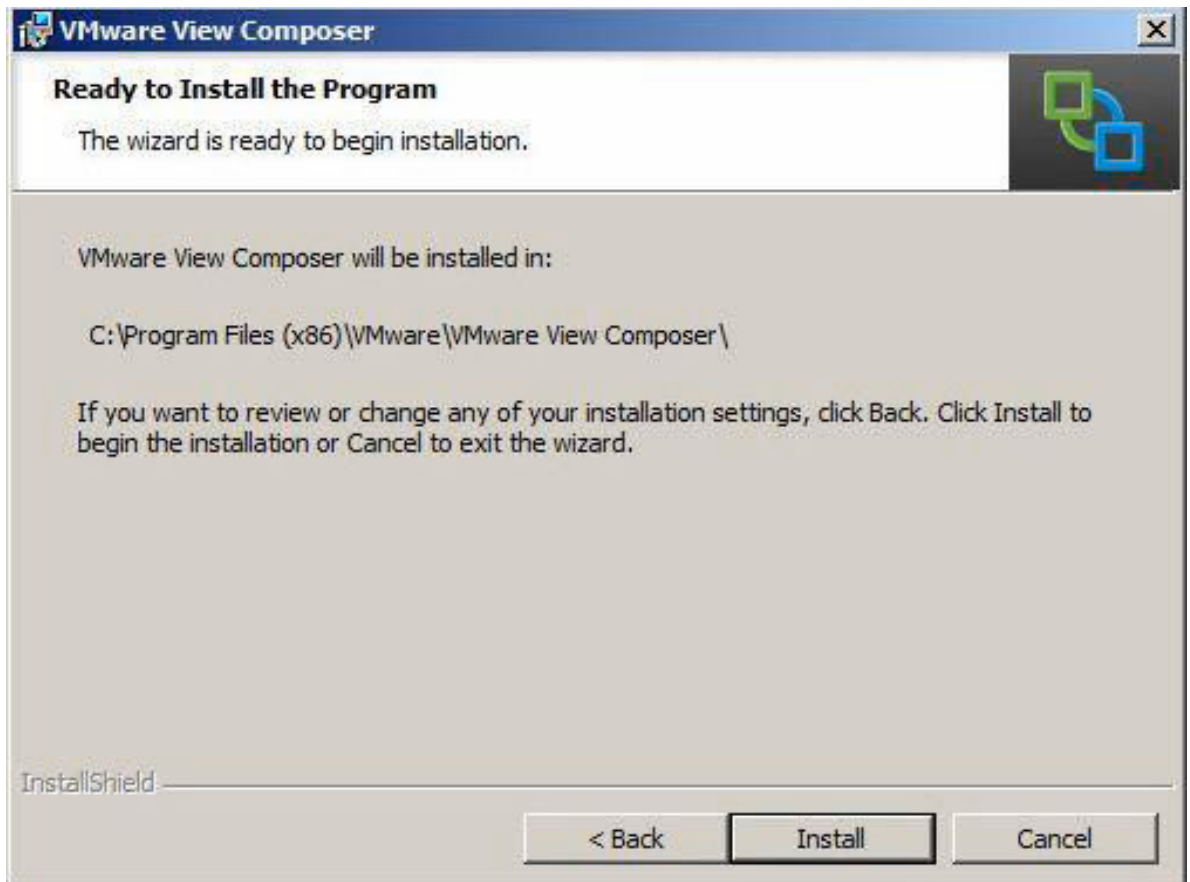 VMware View Composer
Ready to Install the Program
The wizard is ready to begin installation.
VMware View Composer will be installed in:
C:\Program Files (x86)\VMware\VMware View Composer\
If you want to review or change any of your installation settings, click Back. Click Install to
begin the installation or Cancel to exit the wizard.
InstallShield
< Back Install Cancel